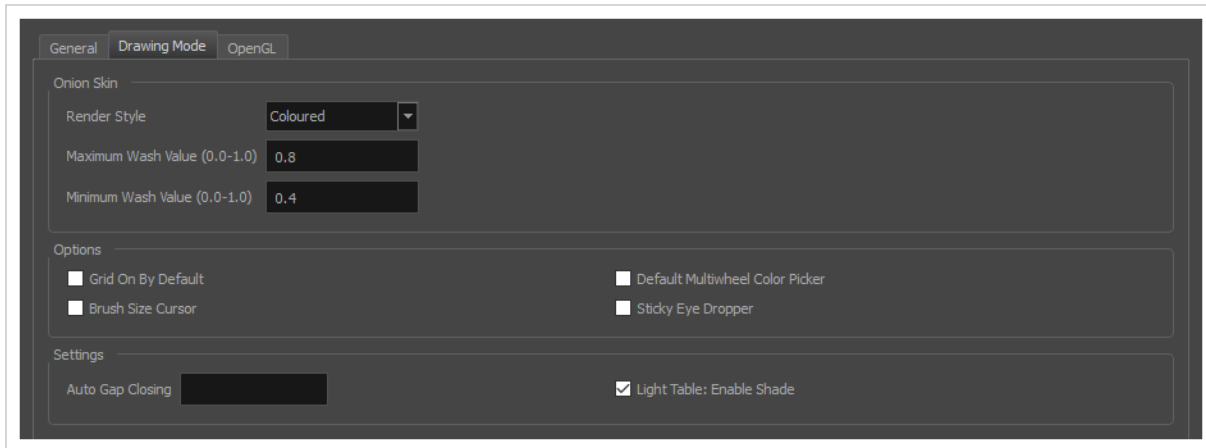 General Drawing Mode OpenGL
Onion Skin
Render Style Coloured
Maximum Wash Value (0.0-1.0) 0.8
Minimum Wash Value (0.0-1.0) 0.4
Options
Grid On By Default Default Multiwheel Color Picker
Brush Size Cursor Sticky Eye Dropper
Settings
Auto Gap Closing Light Table: Enable Shade